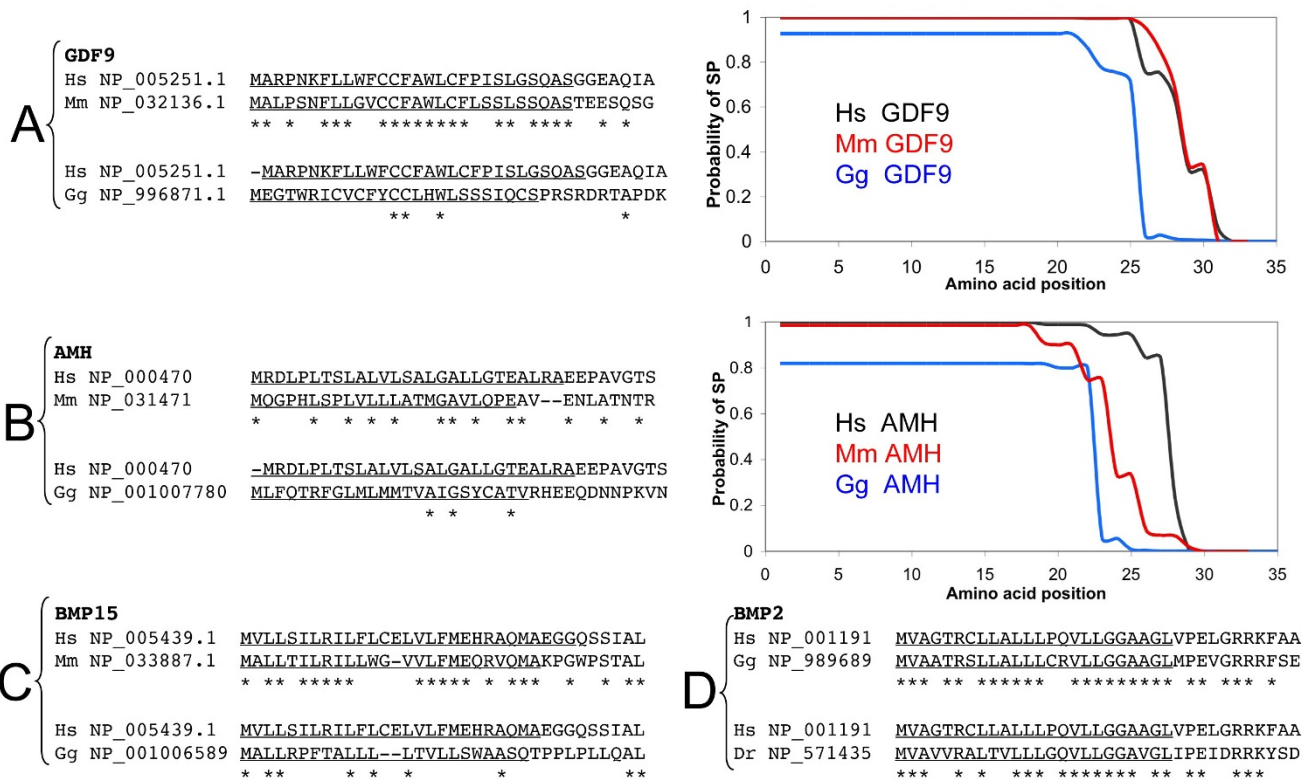 A
GDF9
Hs NP_005251.1 MARPNKFLLWFCCFAWLCFPISLGSQASGGEAQIA
Mm NP_032136.1 MALPSNFLLGVCCFAWLCFLSSLSSQASTEESQSG
** * *** ******** ** **** * *
Hs NP_005251.1 -MARPNKFLLWFCCFAWLCFPISLGSQASGGEAQIA
Gg NP_996871.1 MEGTWRICVCFYCCLHWLSSSIQCSPRSRDRTAPDK
** * *
Probability of SP
1
0.8
0.6
0.4
0.2
0
Hs GDF9
Mm GDF9
Gg GDF9
0 5 10 15 20 25 30 35
Amino acid position
B
AMH
Hs NP_000470 MRDLPLTSLALVLSALGALLGTEALRAEEPAVGTS
Mm NP_031471 MQGPHLSPLVLLLATMGAVLQPEAV--ENLATNTR
* * * * ** * ** * * *
Hs NP_000470 -MRDLPLTSLALVLSALGALLGTEALRAEEPAVGTS
Gg NP_001007780 MLFQTRFGLMLMMTVAIGSYCATVRHEEQDNNPKVN
* * *
Probability of SP
1
0.8
0.6
0.4
0.2
0
Hs AMH
Mm AMH
Gg AMH
0 5 10 15 20 25 30 35
Amino acid position
C
BMP15
Hs NP_005439.1 MVLLSILRILFLCELVLFMEHRAQMAEGGQSSIAL
Mm NP_033887.1 MALLTILRILLWG-VVLFMEQRVQMAKPGWPSTAL
* ** ***** ***** * *** * * **
Hs NP_005439.1 MVLLSILRILFLCELVLFMEHRAQMAEGGQSSIAL
Gg NP_001006589 MALLRPFTALLL--LTVLLSWAASQTPPLPLLQAL
* ** * * * * **
D
BMP2
Hs NP_001191 MVAGTRCLLALLLPQVLLGGAAGLVPELGRRKFAA
Gg NP_989689 MVAATRSLLALLLCRVLLGGAAGLMPEVGRRRFSE
*** ** ****** ********* ** *** *
Hs NP_001191 MVAGTRCLLALLLPQVLLGGAAGLVPELGRRKFAA
Dr NP_571435 MVAVVRALTVLLLGQVLLGGAVGLIPEIDRRKYSD
*** * * *** ******* ** ** ***